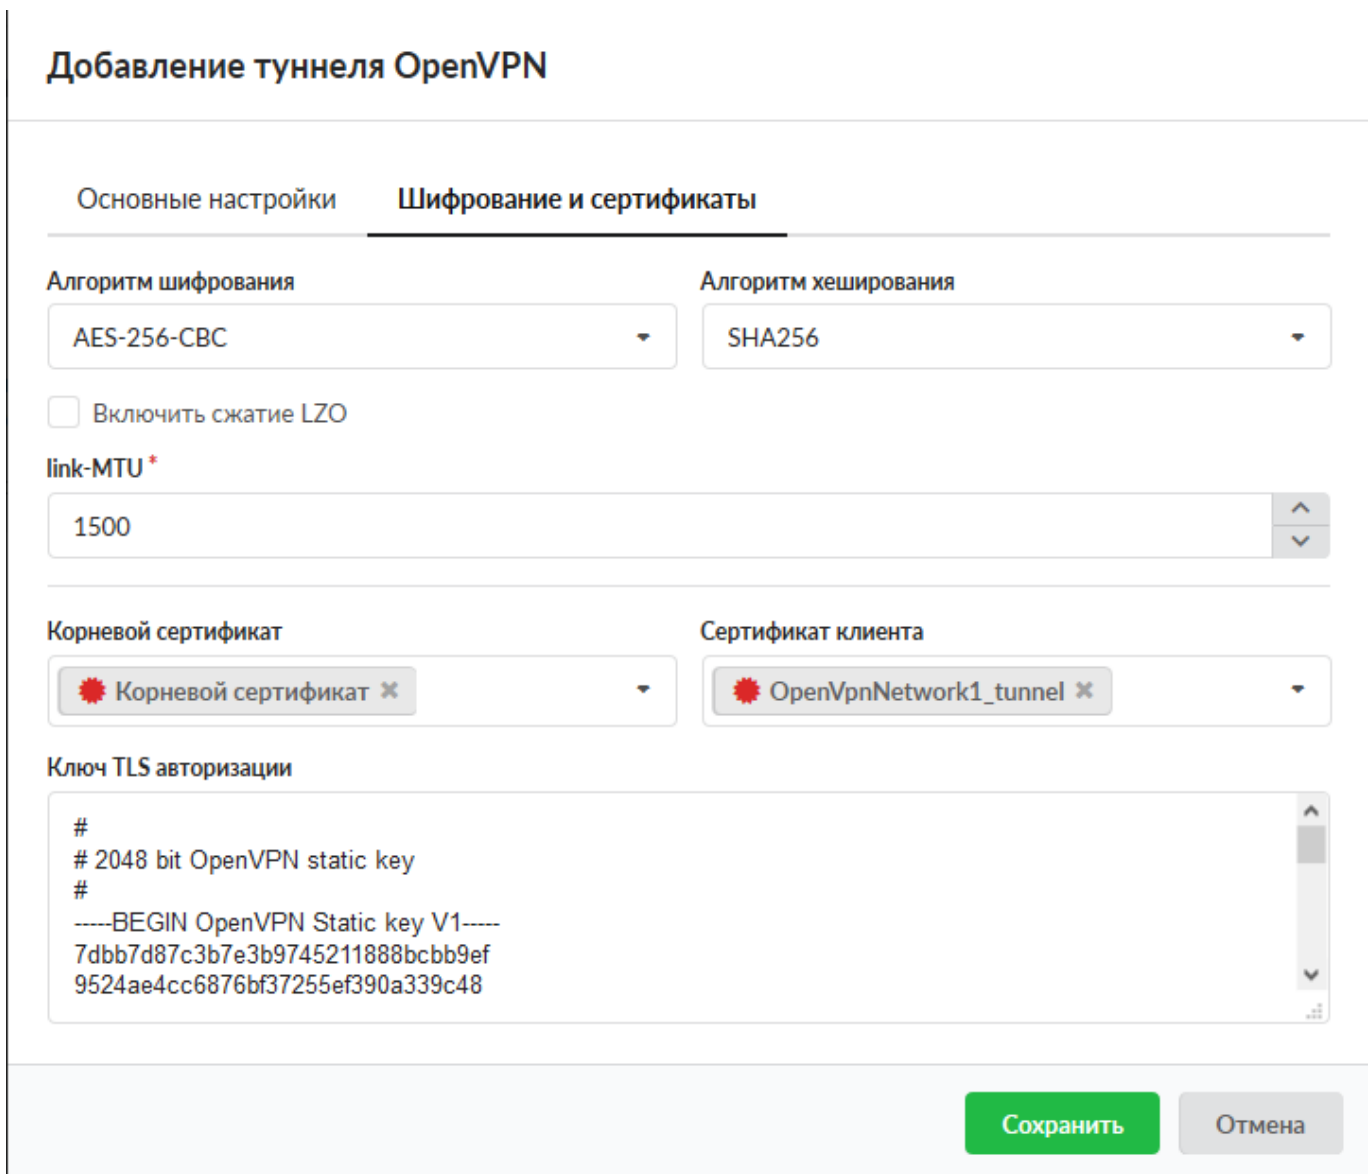 Добавление туннеля OpenVPN
Основные настройки Шифрование и сертификаты
Алгоритм шифрования Алгоритм хеширования
AES-256-CBC SHA256
Включить сжатие LZO
link-MTU *
1500
Корневой сертификат Сертификат клиента
Корневой сертификат OpenVpnNetwork1_tunnel
Ключ TLS авторизации
#
# 2048 bit OpenVPN static key
#
-----BEGIN OpenVPN Static key V1-----
7dbb7d87c3b7e3b9745211888bcbb9ef
9524ae4cc6876bf37255ef390a339c48
Сохранить Отмена